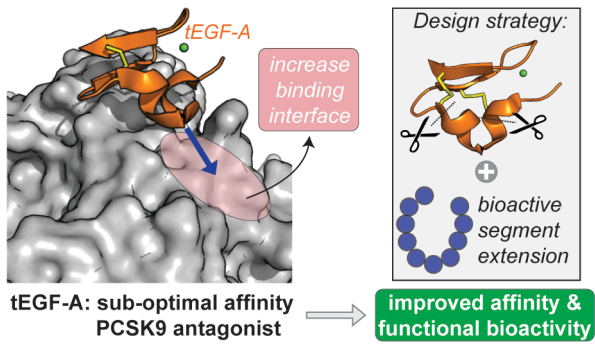 tEGF-A
increase
binding
interface
Design strategy:
+
bioactive
segment
extension
tEGF-A: sub-optimal affinity
PCSK9 antagonist
improved affinity &
functional bioactivity